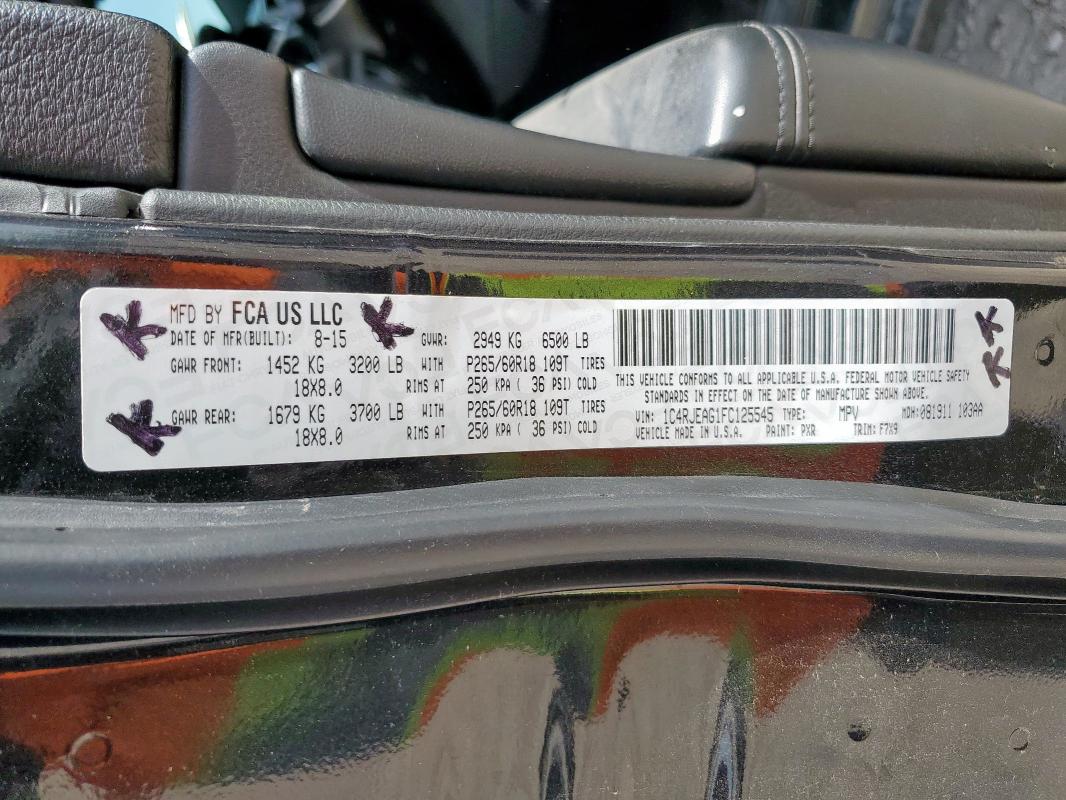 MFD BY FCA US LLC
DATE OF MFR(BUILT): 8-15 GVWR: 2949 KG 6500 LB
GAWR FRONT: 1452 KG 3200 LB WITH P265/60R18 109T TIRES
18X8.0 RIMS AT 250 KPA ( 36 PSI) COLD
GAWR REAR: 1679 KG 3700 LB WITH P265/60R18 109T TIRES
18X8.0 RIMS AT 250 KPA ( 36 PSI) COLD
THIS VEHICLE CONFORMS TO ALL APPLICABLE U.S.A. FEDERAL MOTOR VEHICLE SAFETY
STANDARDS IN EFFECT ON THE DATE OF MANUFACTURE SHOWN ABOVE.
VIN: 1C4RJEAG1FC125545 TYPE: MPV MDH: 081911 103AA
VEHICLE MADE IN U.S.A. PAINT: PXR TRIM: F7X9